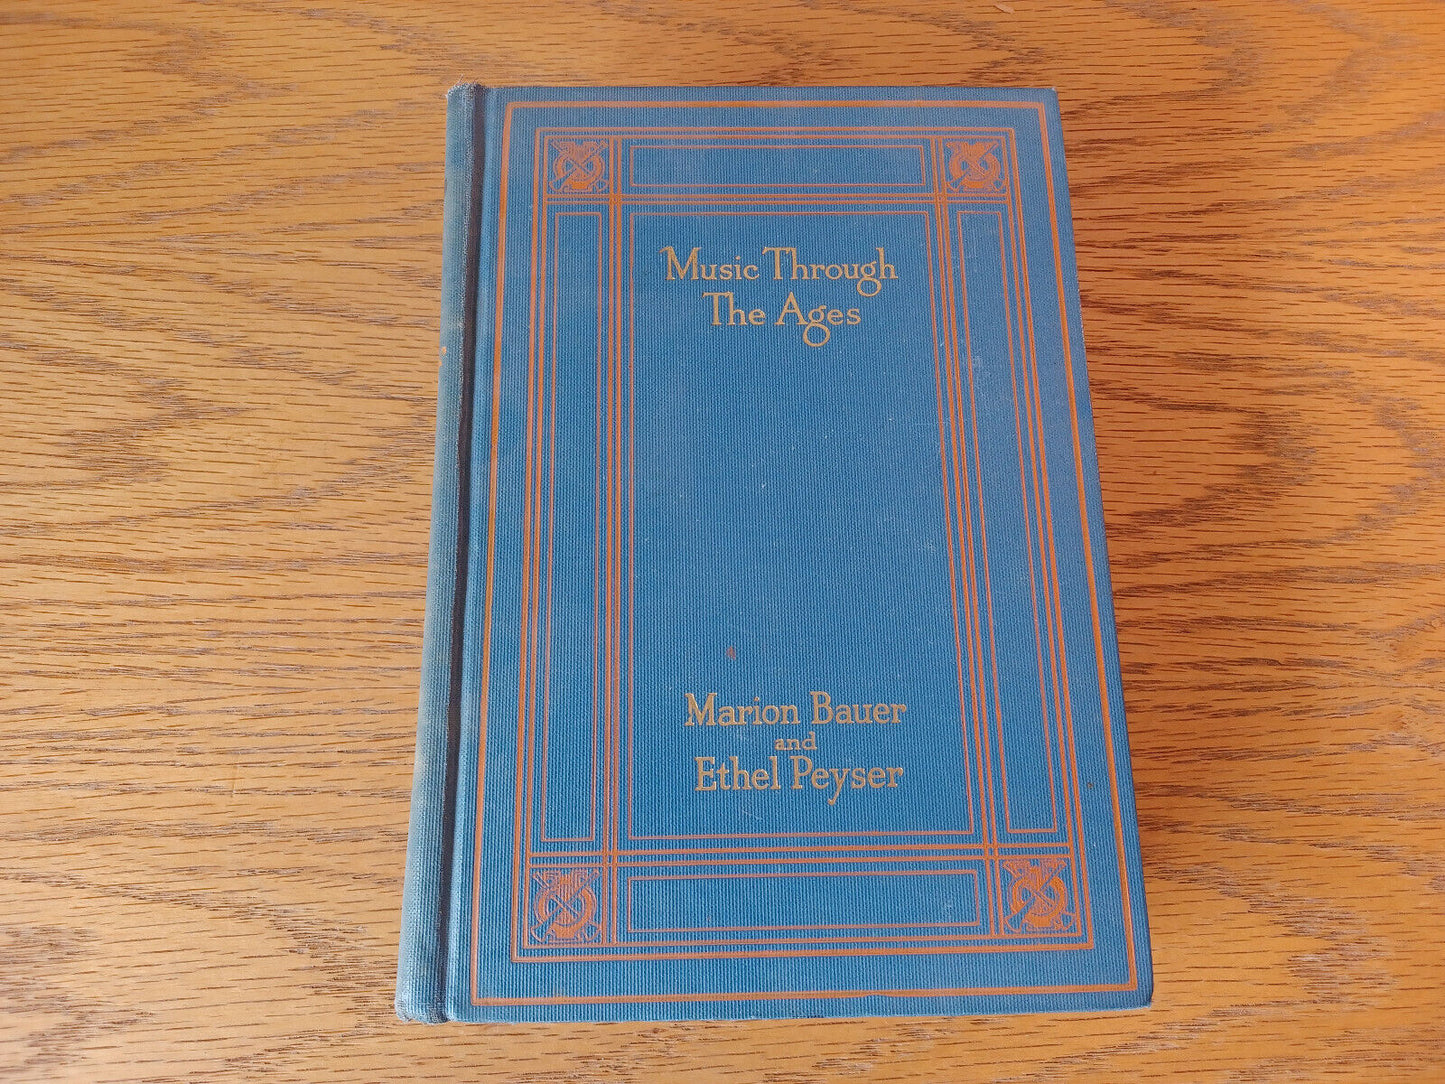 Music Through
The Ages
Marion Bauer
and
Ethel Peyser